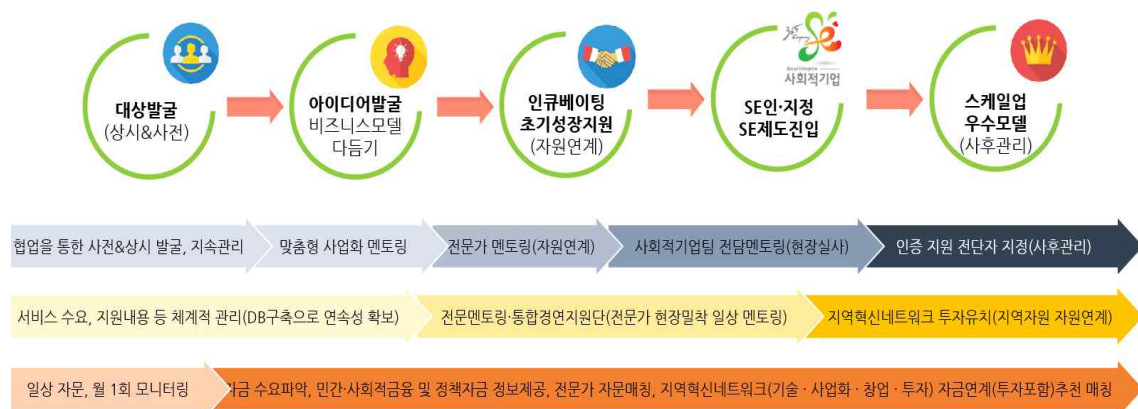 대상발굴
(상시&사전)
아이디어발굴
비즈니스모델
다듬기
인큐베이팅
초기성장지원
(자원연계)
사회적기업
SE인·지정
SE제도진입
스케일업
우수모델
(사후관리)
협업을 통한 사전&상시 발굴, 지속관리
맞춤형 사업화 멘토링
전문가 멘토링(자원연계)
사회적기업팀 전담멘토링(현장실사)
인증 지원 전단자 지정(사후관리)
서비스 수요, 지원내용 등 체계적 관리(DB구축으로 연속성 확보)
전문멘토링·통합경영지원단(전문가 현장밀착 일상 멘토링)
지역혁신네트워크 투자유치(지역자원 자원연계)
일상 자문, 월 1회 모니터링
자금 수요파악, 민간·사회적금융 및 정책자금 정보제공, 전문가 자문매칭, 지역혁신네트워크(기술·사업화·창업·투자) 자금연계(투자포함)추천 매칭